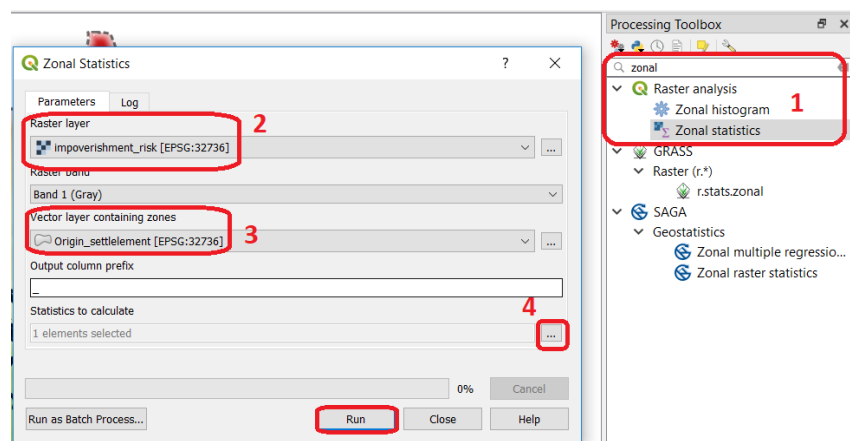 Zonal Statistics
?
Parameters
Log
Raster layer
2
impoverishment_risk [EPSG:32736]
...
Raster band
Band 1 (Gray)
Vector layer containing zones
Origin_settlelement [EPSG:32736]
3
...
Output column prefix
_
Statistics to calculate
4
1 elements selected
...
0%
Cancel
Run as Batch Process...
Run
Close
Help
Processing Toolbox
zonal
Raster analysis
1
Zonal histogram
Zonal statistics
GRASS
Raster (r.*)
r.stats.zonal
SAGA
Geostatistics
Zonal multiple regressio...
Zonal raster statistics